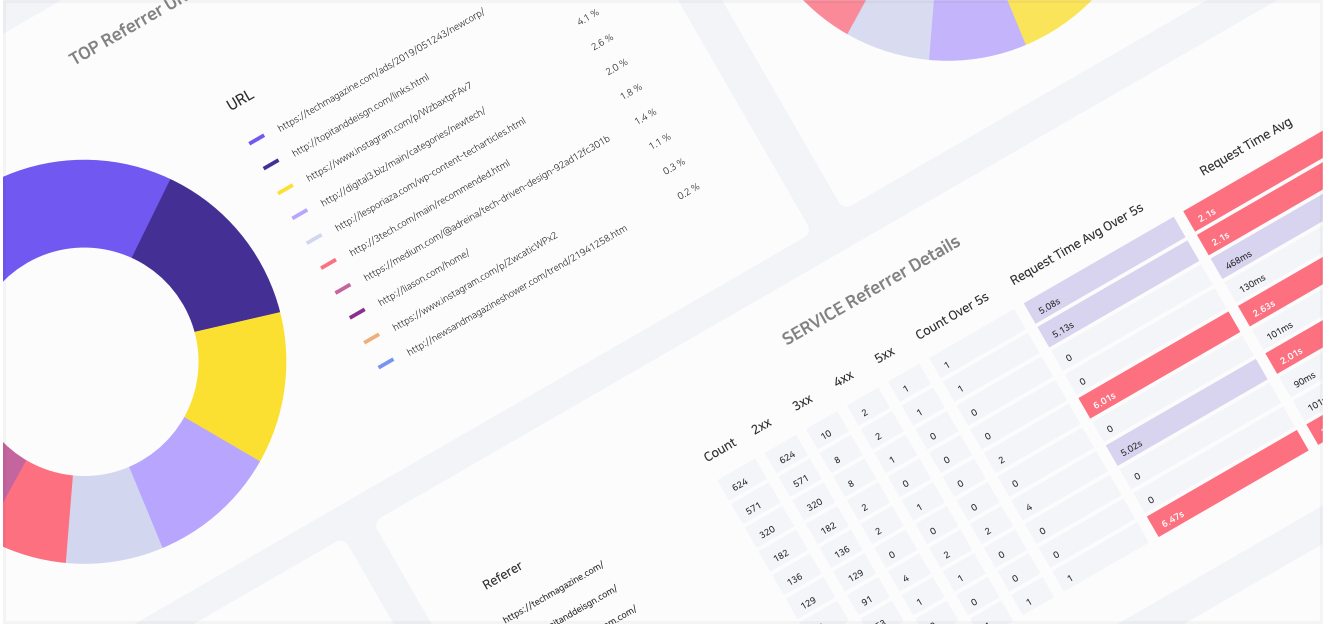 TOP Referrer
URL
https://techmagazine.com/ads/2019/051243/newcorp/
http://topitanddeisgn.com/links.html
https://www.instagram.com/p/WzbaxtpFAv7 4.1 %
http://digital3.biz/main/categories/newtech/ 2.6 %
http://lesponaza.com/wp-content-techarticles.html 2.0 %
http://3tech.com/main/recommended.html 1.8 %
https://medium.com/@adreina/tech-driven-design-92ad12fc301b 1.4 %
http://liason.com/home/ 1.1 %
https://www.instagram.com/p/ZwcaticWPx2 0.3 %
http://newsandmagazineshower.com/trend/21941258.htm 0.2 %
Referer
https://techmagazine.com/
SERVICE Referrer Details
Count 2xx 3xx 4xx 5xx Count Over 5s Request Time Avg Over 5s Request Time Avg
624 624 10 2 1 1 5.08s 2.1s
571 571 8 2 1 1 5.13s 2.1s
320 320 8 1 0 0 0 468ms
182 182 2 0 0 0 0 130ms
136 136 2 1 0 2 6.01s 2.63s
129 129 0 0 0 0 0 101ms
91 4 2 2 4 5.02s 2.01s
1 1 0 0 0 90ms
0 0 0 0
1 1 6.47s